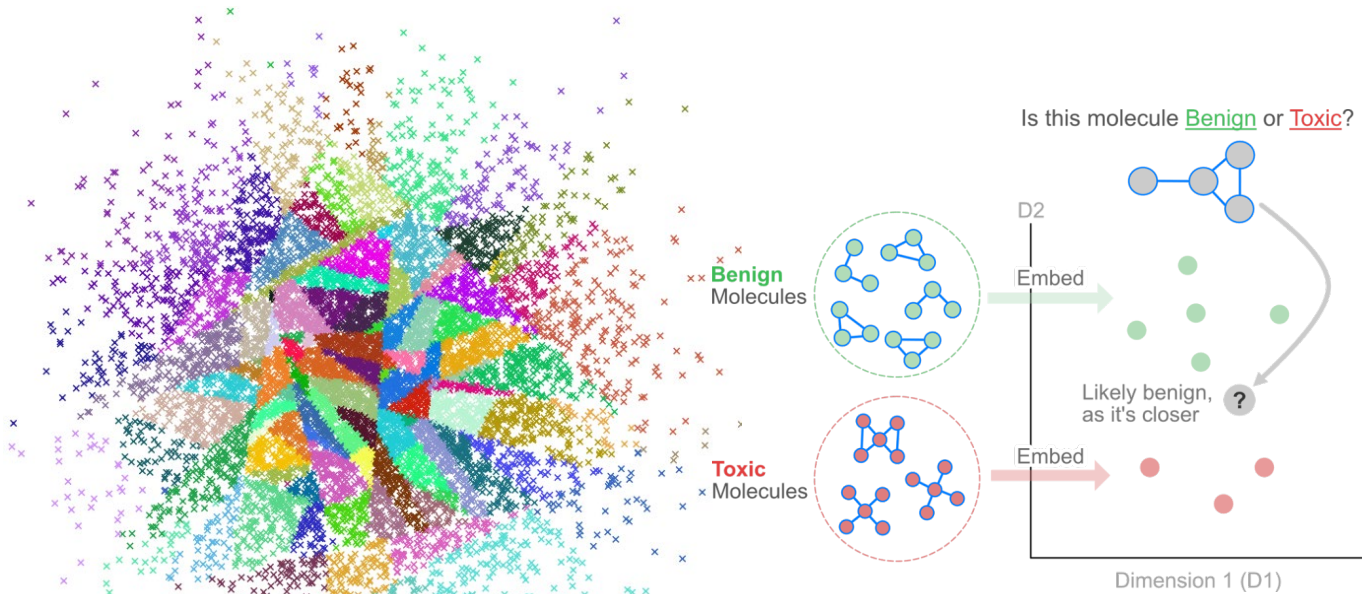 Is this molecule Benign or Toxic?
D2
Benign
Molecules
Embed
Likely benign,
as it's closer
?
Toxic
Molecules
Embed
Dimension 1 (D1)